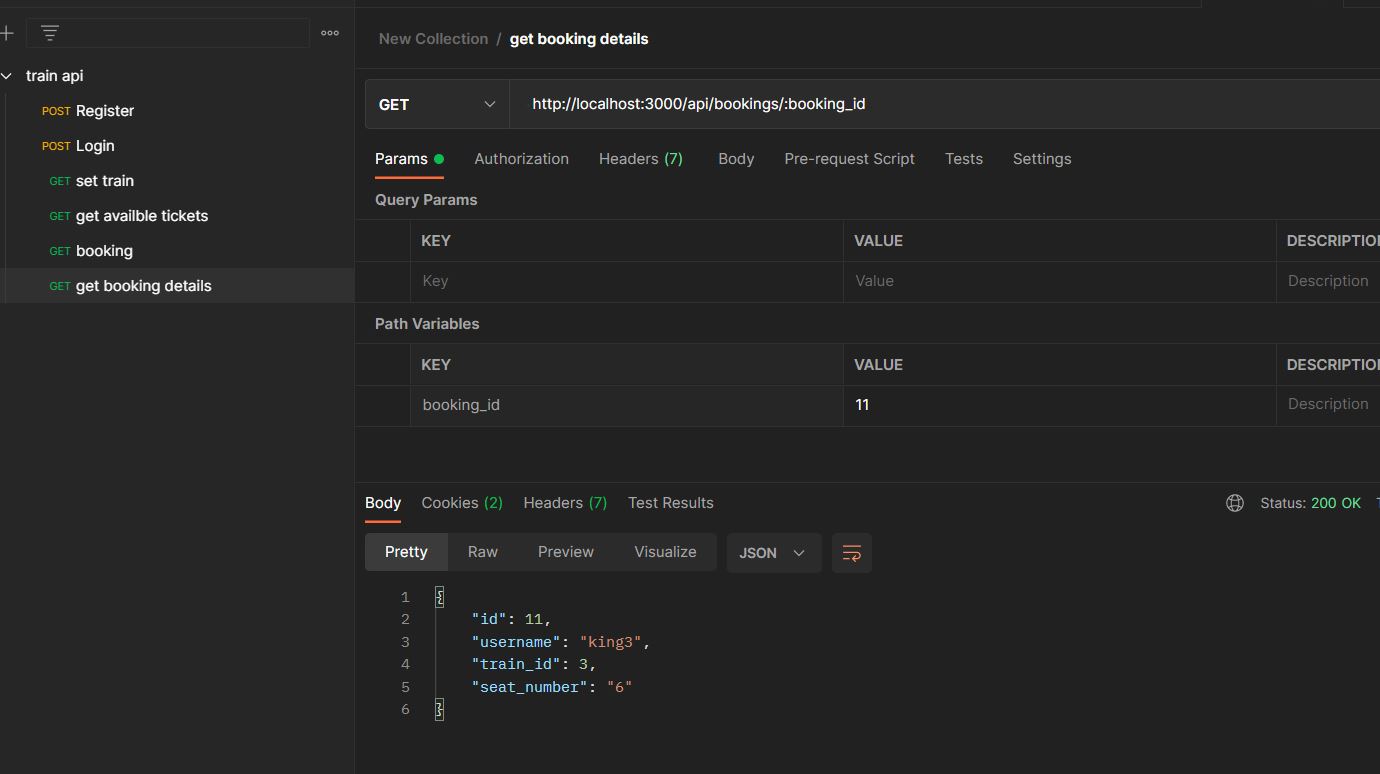 New Collection / get booking details
train api
POST Register
POST Login
GET set train
GET get availble tickets
GET booking
GET get booking details
GET
http://localhost:3000/api/bookings/:booking_id
Params Authorization Headers (7) Body Pre-request Script Tests Settings
Query Params
KEY VALUE DESCRIPTIO
Key Value Description
Path Variables
KEY VALUE DESCRIPTIO
booking_id 11 Description
Body Cookies (2) Headers (7) Test Results Status: 200 OK
Pretty Raw Preview Visualize JSON
1 {
2 "id": 11,
3 "username": "king3",
4 "train_id": 3,
5 "seat_number": "6"
6 }